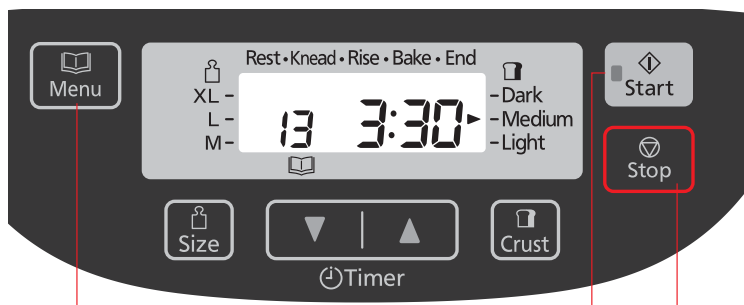 Menu
Rest • Knead • Rise • Bake • End
XL -
L -
M -
13
3:30
- Dark
- Medium
- Light
Start
Stop
Size
Crust
Timer